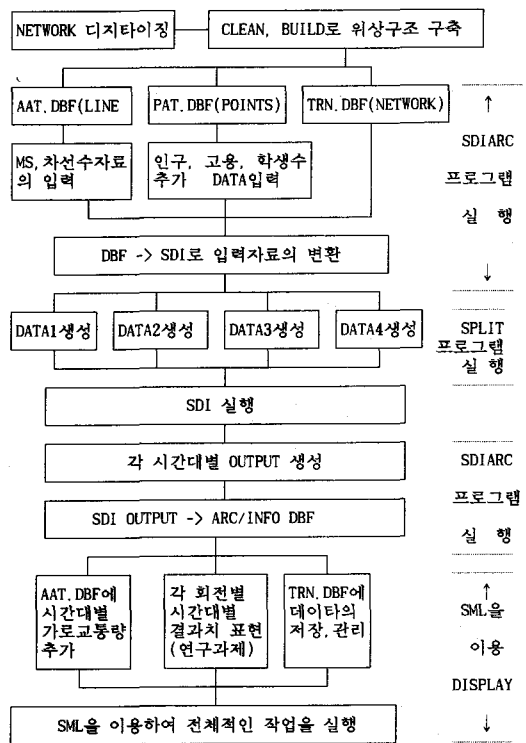 NETWORK 디지타이징
CLEAN, BUILD로 위상구조 구축
AAT.DBF(LINE
PAT.DBF(POINTS)
TRN.DBF(NETWORK)
MS,차선수자료
의 입력
인구, 고용, 학생수
추가 DATA입력
↑
SDIARC
프로그램
실 행
↓
DBF -> SDI로 입력자료의 변환
DATA1생성
DATA2생성
DATA3생성
DATA4생성
SPLIT
프로그램
실 행
SDI 실행
각 시간대별 OUTPUT 생성
SDI OUTPUT -> ARC/INFO DBF
SDIARC
프로그램
실 행
AAT.DBF에
시간대별
가로교통량
추가
각 회전별
시간대별
결과치 표현
(연구과제)
TRN.DBF에
데이타의
저장,관리
↑
SML을
이용
DISPLAY
↓
SML을 이용하여 전체적인 작업을 실행